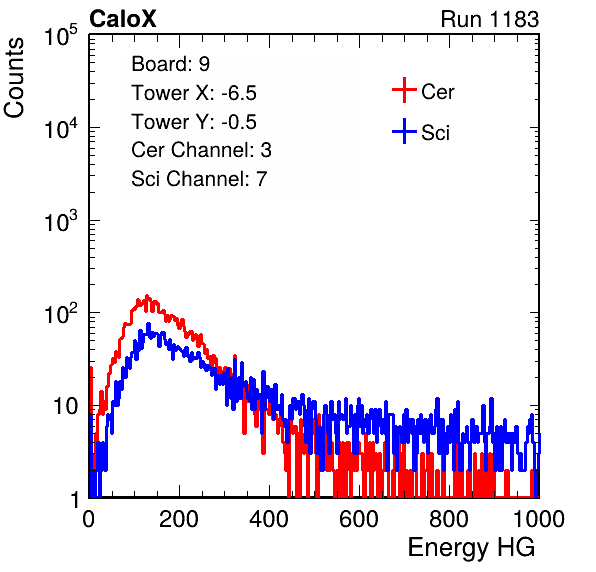 CaloX Run 1183
Counts
10^5
10^4
10^3
10^2
10
1
Board: 9
Tower X: -6.5
Tower Y: -0.5
Cer Channel: 3
Sci Channel: 7
Cer
Sci
0 200 400 600 800 1000
Energy HG